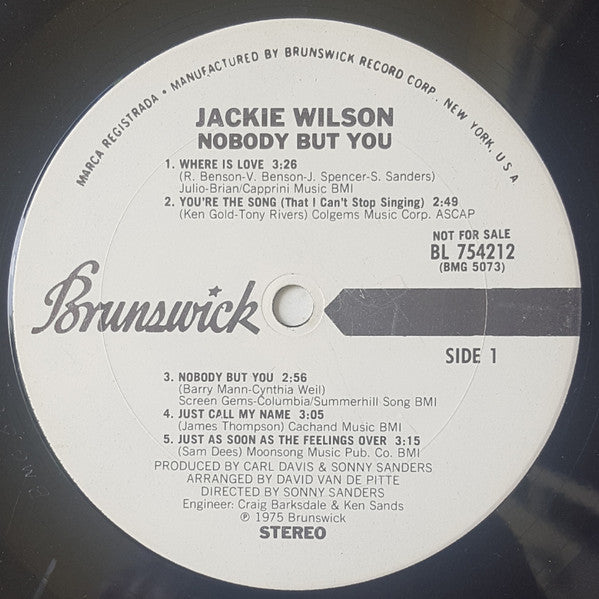 MARCA REGISTRADA • MANUFACTURED BY BRUNSWICK RECORD CORP. NEW YORK, U.S.A
JACKIE WILSON
NOBODY BUT YOU
1. WHERE IS LOVE 3:26
(R. Benson-V. Benson-J. Spencer-S. Sanders)
Julio-Brian/Capprini Music BMI
2. YOU'RE THE SONG (That I Can't Stop Singing) 2:49
(Ken Gold-Tony Rivers) Colgems Music Corp. ASCAP
NOT FOR SALE
BL 754212
(BMG 5073)
Brunswick
SIDE 1
3. NOBODY BUT YOU 2:56
(Barry Mann-Cynthia Weil)
Screen Gems-Columbia/Summerhill Song BMI
4. JUST CALL MY NAME 3:05
(James Thompson) Cachand Music BMI
5. JUST AS SOON AS THE FEELINGS OVER 3:15
(Sam Dees) Moonsong Music Pub. Co. BMI
PRODUCED BY CARL DAVIS & SONNY SANDERS
ARRANGED BY DAVID VAN DE PITTE
DIRECTED BY SONNY SANDERS
Engineer: Craig Barksdale & Ken Sands
℗ 1975 Brunswick
STEREO